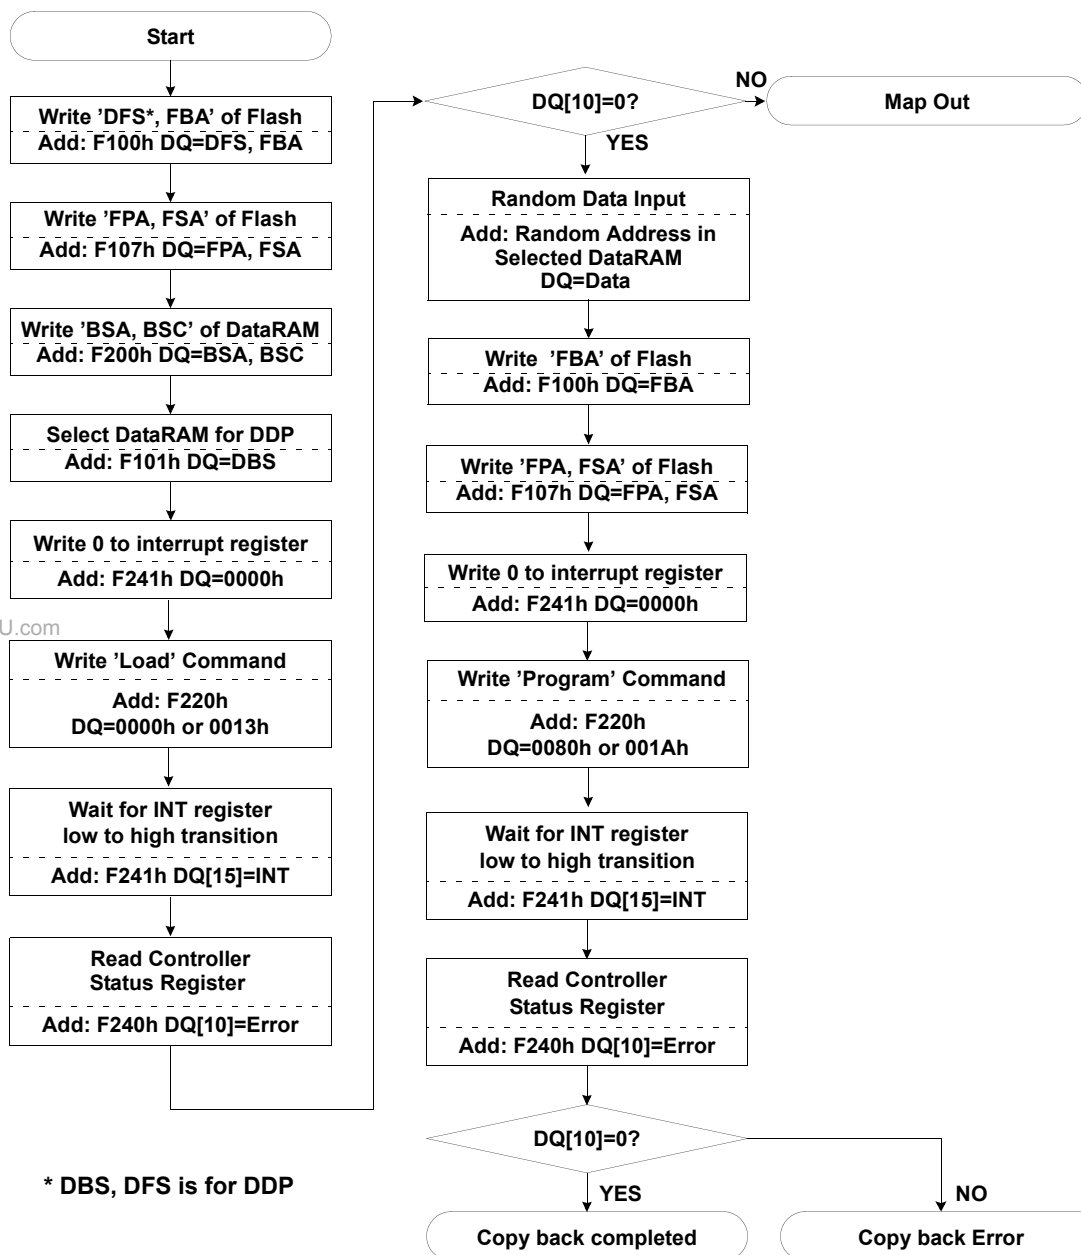 Start
Write 'DFS*, FBA' of Flash
Add: F100h DQ=DFS, FBA
Write 'FPA, FSA' of Flash
Add: F107h DQ=FPA, FSA
Write 'BSA, BSC' of DataRAM
Add: F200h DQ=BSA, BSC
Select DataRAM for DDP
Add: F101h DQ=DBS
Write 0 to interrupt register
Add: F241h DQ=0000h
U.com
Write 'Load' Command
Add: F220h
DQ=0000h or 0013h
Wait for INT register
low to high transition
Add: F241h DQ[15]=INT
Read Controller
Status Register
Add: F240h DQ[10]=Error
DQ[10]=0?
NO
Map Out
YES
Random Data Input
Add: Random Address in
Selected DataRAM
DQ=Data
Write 'FBA' of Flash
Add: F100h DQ=FBA
Write 'FPA, FSA' of Flash
Add: F107h DQ=FPA, FSA
Write 0 to interrupt register
Add: F241h DQ=0000h
Write 'Program' Command
Add: F220h
DQ=0080h or 001Ah
Wait for INT register
low to high transition
Add: F241h DQ[15]=INT
Read Controller
Status Register
Add: F240h DQ[10]=Error
DQ[10]=0?
YES
NO
Copy back completed
Copy back Error
* DBS, DFS is for DDP